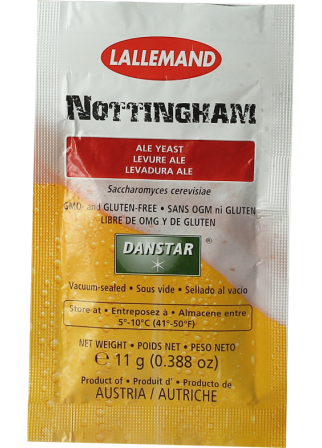 LALLEMAND
NOTTINGHAM
ALE YEAST
LEVURE ALE
LEVADURA ALE
Saccharomyces cerevisiae
GMO- and GLUTEN-FREE • SANS OGM ni GLUTEN
LIBRE DE OMG Y DE GLUTEN
DANSTAR ®
Vacuum-sealed • Sous vide • Sellado al vacio
Store at • Entreposez à • Almacene entre
5°-10°C (41°-50°F)
NET WEIGHT • POIDS NET • PESO NETO
℮ 11 g (0.388 oz)
Product of • Produit d' • Producto de
AUSTRIA / AUTRICHE